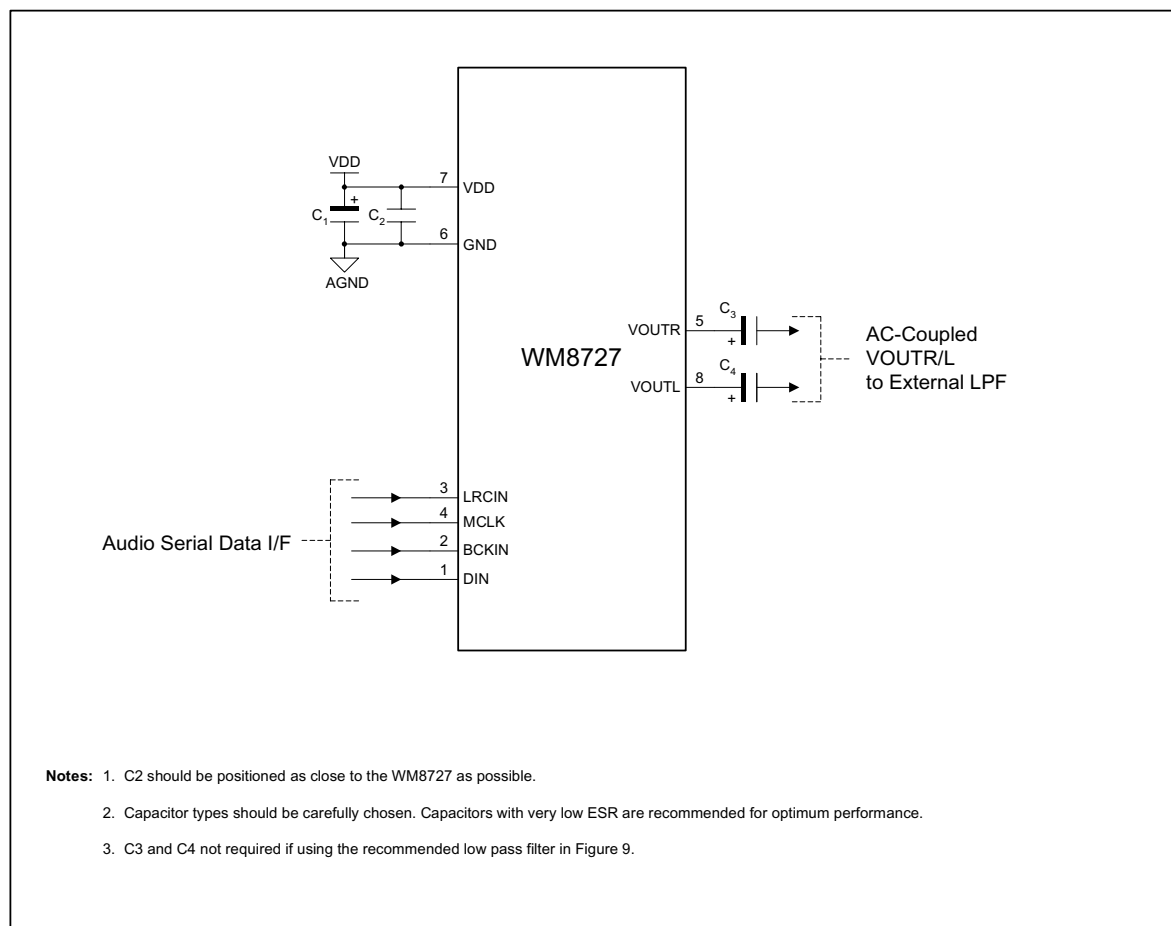 VDD
7
VDD
+
C1
C2
6
GND
AGND
VOUTR
5
C3
+
WM8727
AC-Coupled
VOUTR/L
to External LPF
VOUTL
8
C4
+
Audio Serial Data I/F
3
LRCIN
4
MCLK
2
BCKIN
1
DIN
Notes: 1. C2 should be positioned as close to the WM8727 as possible.
2. Capacitor types should be carefully chosen. Capacitors with very low ESR are recommended for optimum performance.
3. C3 and C4 not required if using the recommended low pass filter in Figure 9.